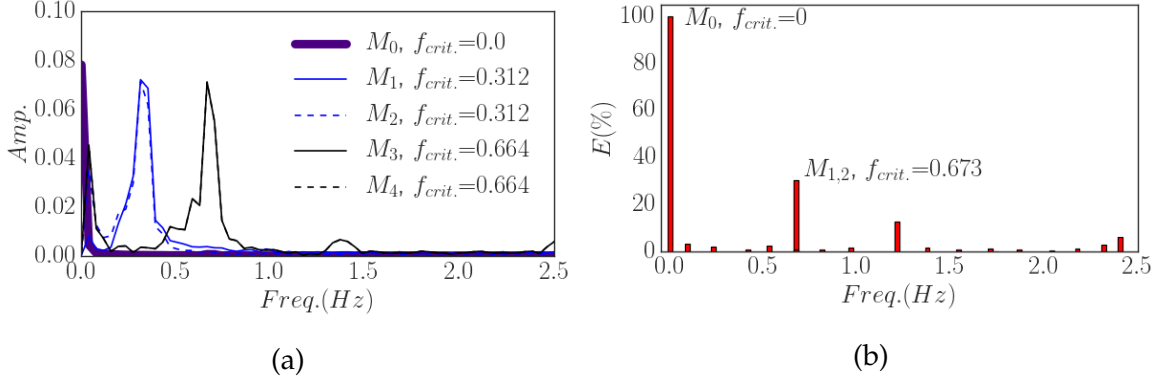 0.10
0.08
0.06
0.04
0.02
0.00
Amp.
M0, fcrit.=0.0
M1, fcrit.=0.312
M2, fcrit.=0.312
M3, fcrit.=0.664
M4, fcrit.=0.664
0.0 0.5 1.0 1.5 2.0 2.5
Freq.(Hz)
(a)
100
80
60
40
20
0
E(%)
M0, fcrit.=0
M1,2, fcrit.=0.673
0.0 0.5 1.0 1.5 2.0 2.5
Freq.(Hz)
(b)